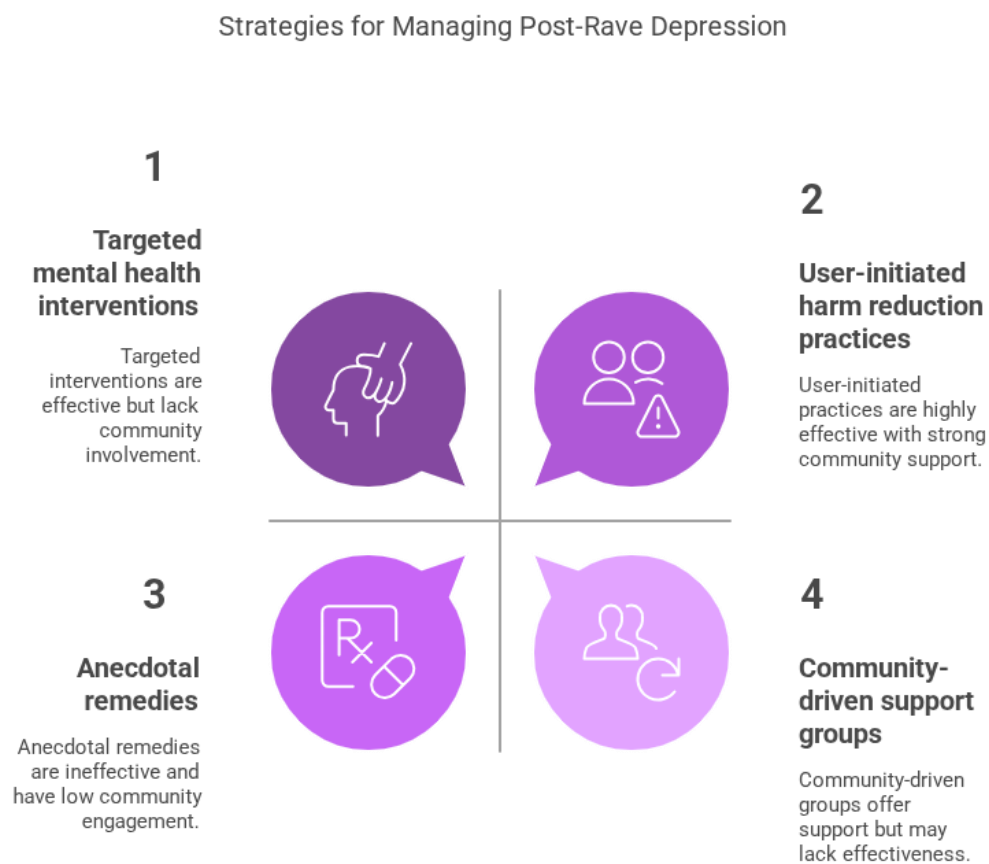 Strategies for Managing Post-Rave Depression
1
Targeted
mental health
interventions
Targeted
interventions are
effective but lack
community
involvement.
2
User-initiated
harm reduction
practices
User-initiated
practices are highly
effective with strong
community support.
3
Anecdotal
remedies
Anecdotal remedies
are ineffective and
have low community
engagement.
Rx
4
Community-
driven support
groups
Community-driven
groups offer
support but may
lack effectiveness.